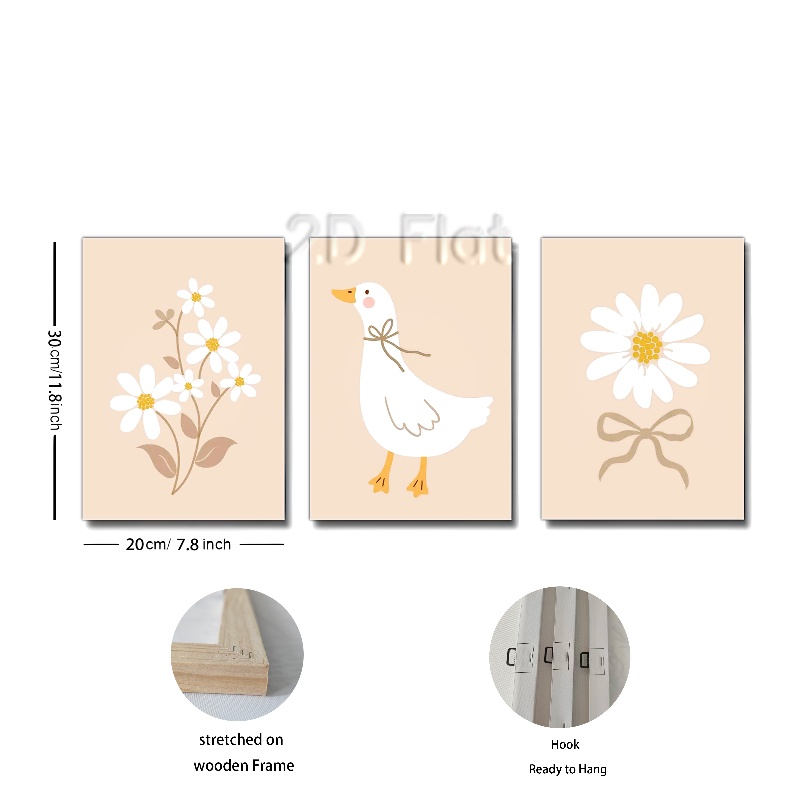 2D Flat
30cm/11.8inch
20cm/ 7.8 inch
stretched on
wooden Frame
Hook
Ready to Hang